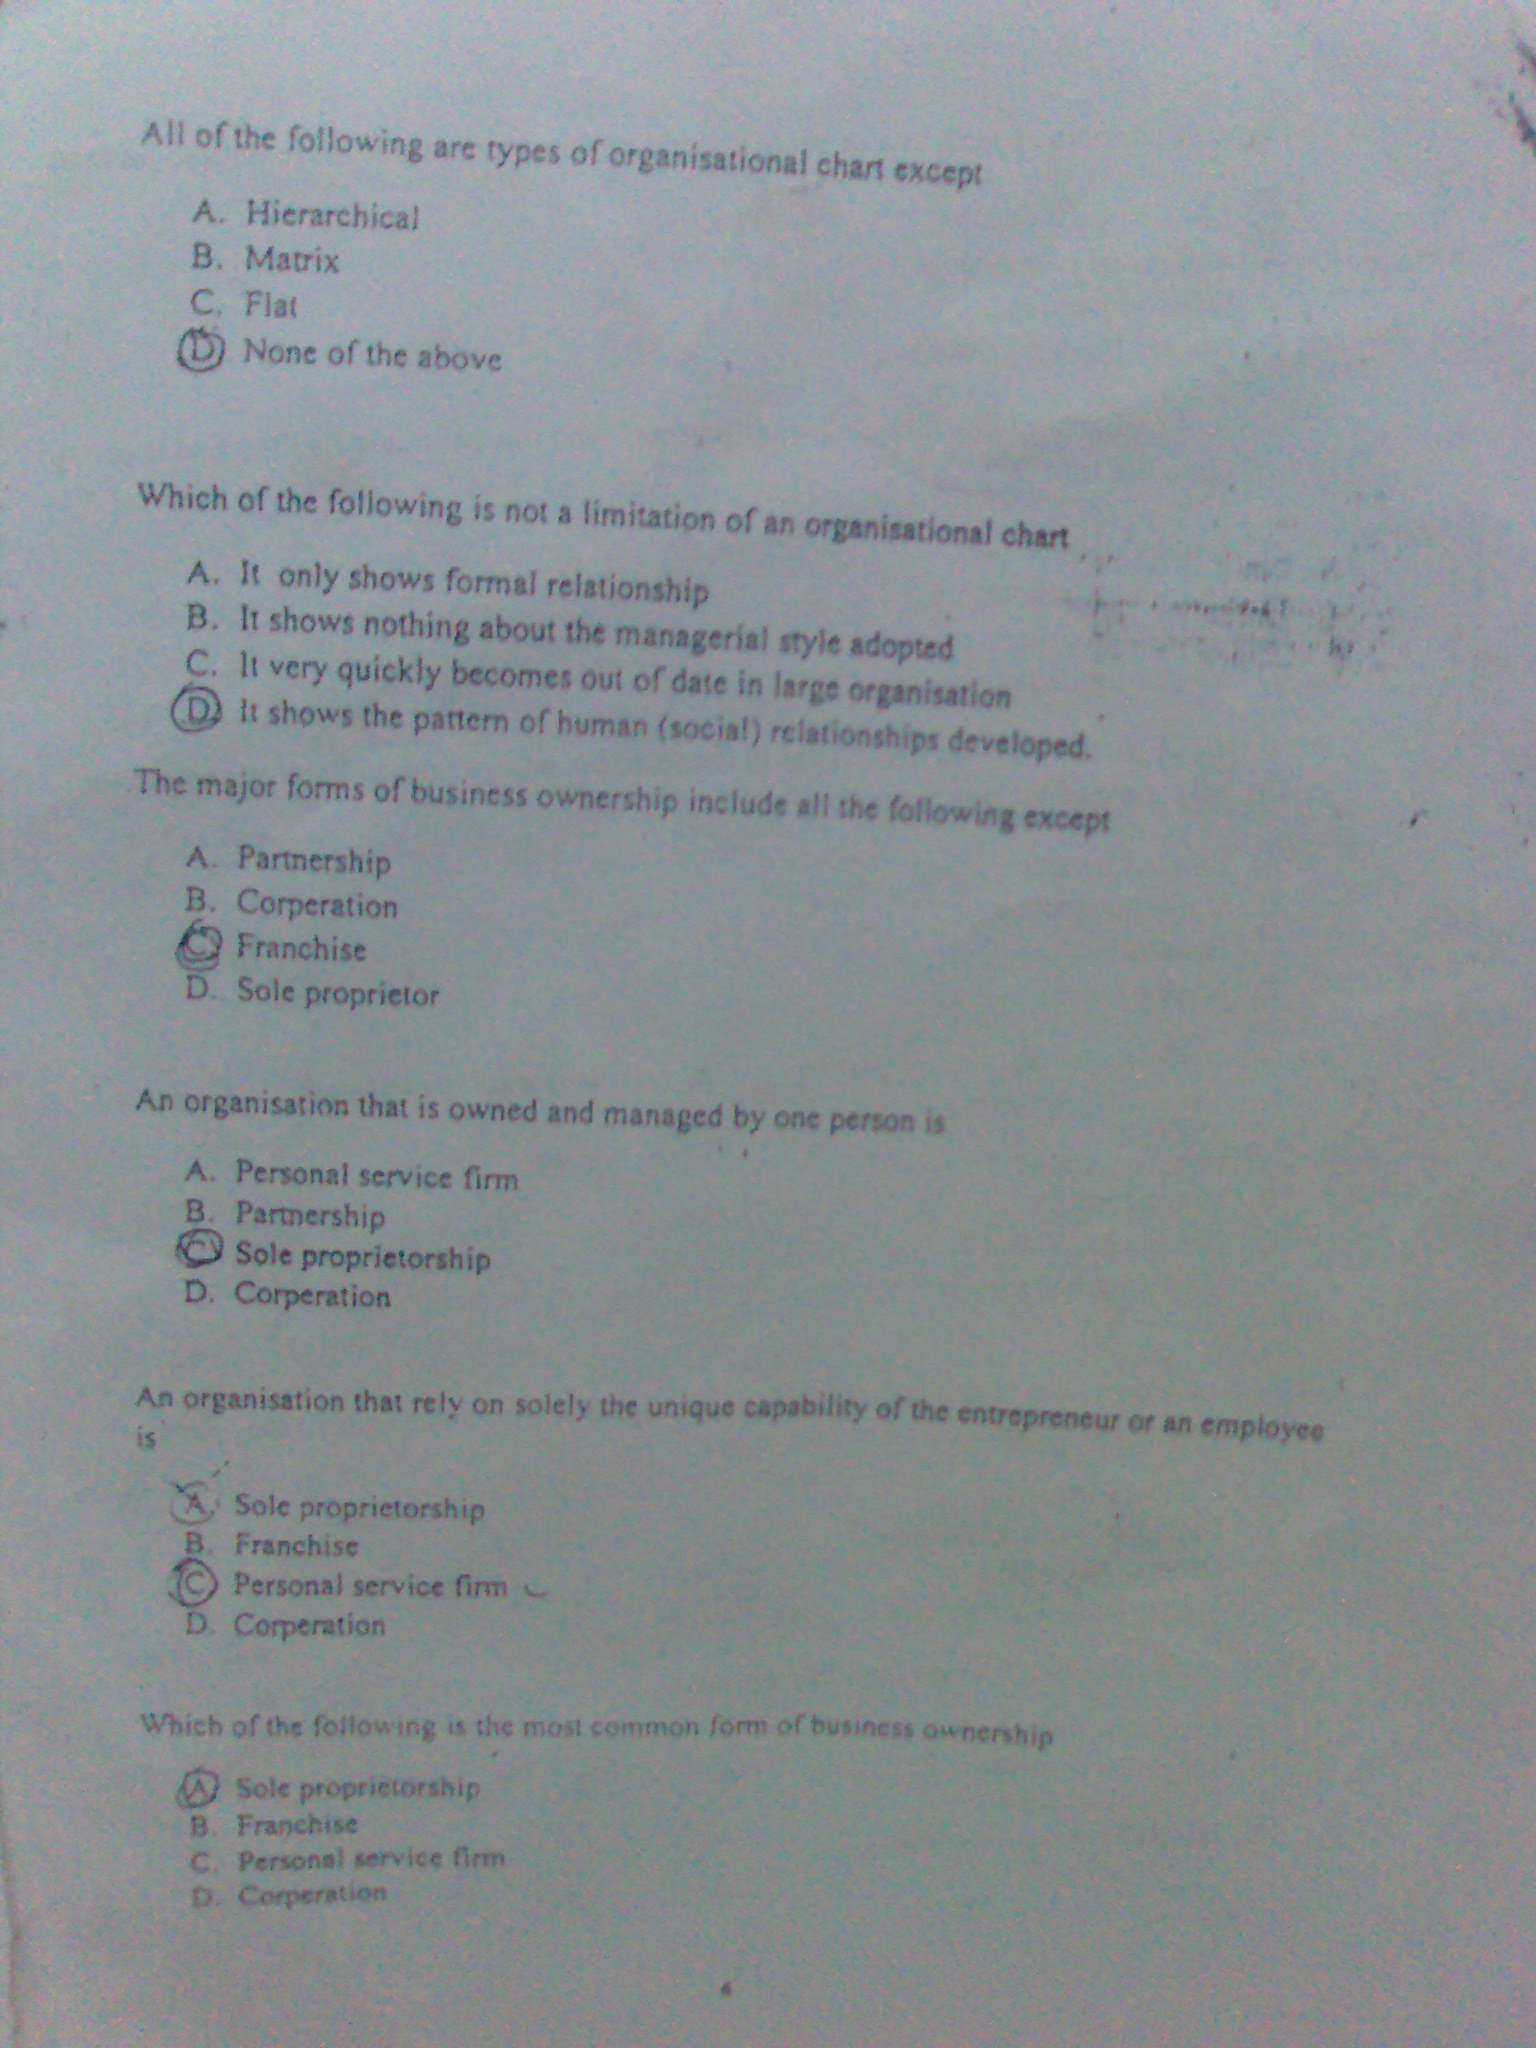 All of the following are types of organisational chart except
A. Hierarchical
B. Matrix
C. Flat
D None of the above
Which of the following is not a limitation of an organisational chart
A. It only shows formal relationship
B. It shows nothing about the managerial style adopted
C. It very quickly becomes out of date in large organisation
D It shows the pattern of human (social) relationships developed.
The major forms of business ownership include all the following except
A. Partnership
B. Corperation
C Franchise
D. Sole proprietor
An organisation that is owned and managed by one person is
A. Personal service firm
B. Partnership
C Sole proprietorship
D. Corperation
An organisation that rely on solely the unique capability of the entrepreneur or an employee
is
A Sole proprietorship
B. Franchise
C Personal service firm
D. Corperation
Which of the following is the most common form of business ownership
A Sole proprietorship
B. Franchise
C. Personal service firm
D. Corperation